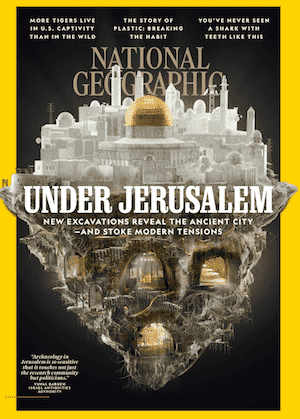 MORE TIGERS LIVE
IN U.S. CAPTIVITY
THAN IN THE WILD
THE STORY OF
PLASTIC: BREAKING
THE HABIT
YOU'VE NEVER SEEN
A SHARK WITH
TEETH LIKE THIS
NATIONAL
GEOGRAPHIC
UNDER JERUSALEM
NEW EXCAVATIONS REVEAL THE ANCIENT CITY
—AND STOKE MODERN TENSIONS
"Archaeology in
Jerusalem is so sensitive
that it touches not just
the research community
but politicians."
YUVAL BARUCH
ISRAEL ANTIQUITIES
AUTHORITY